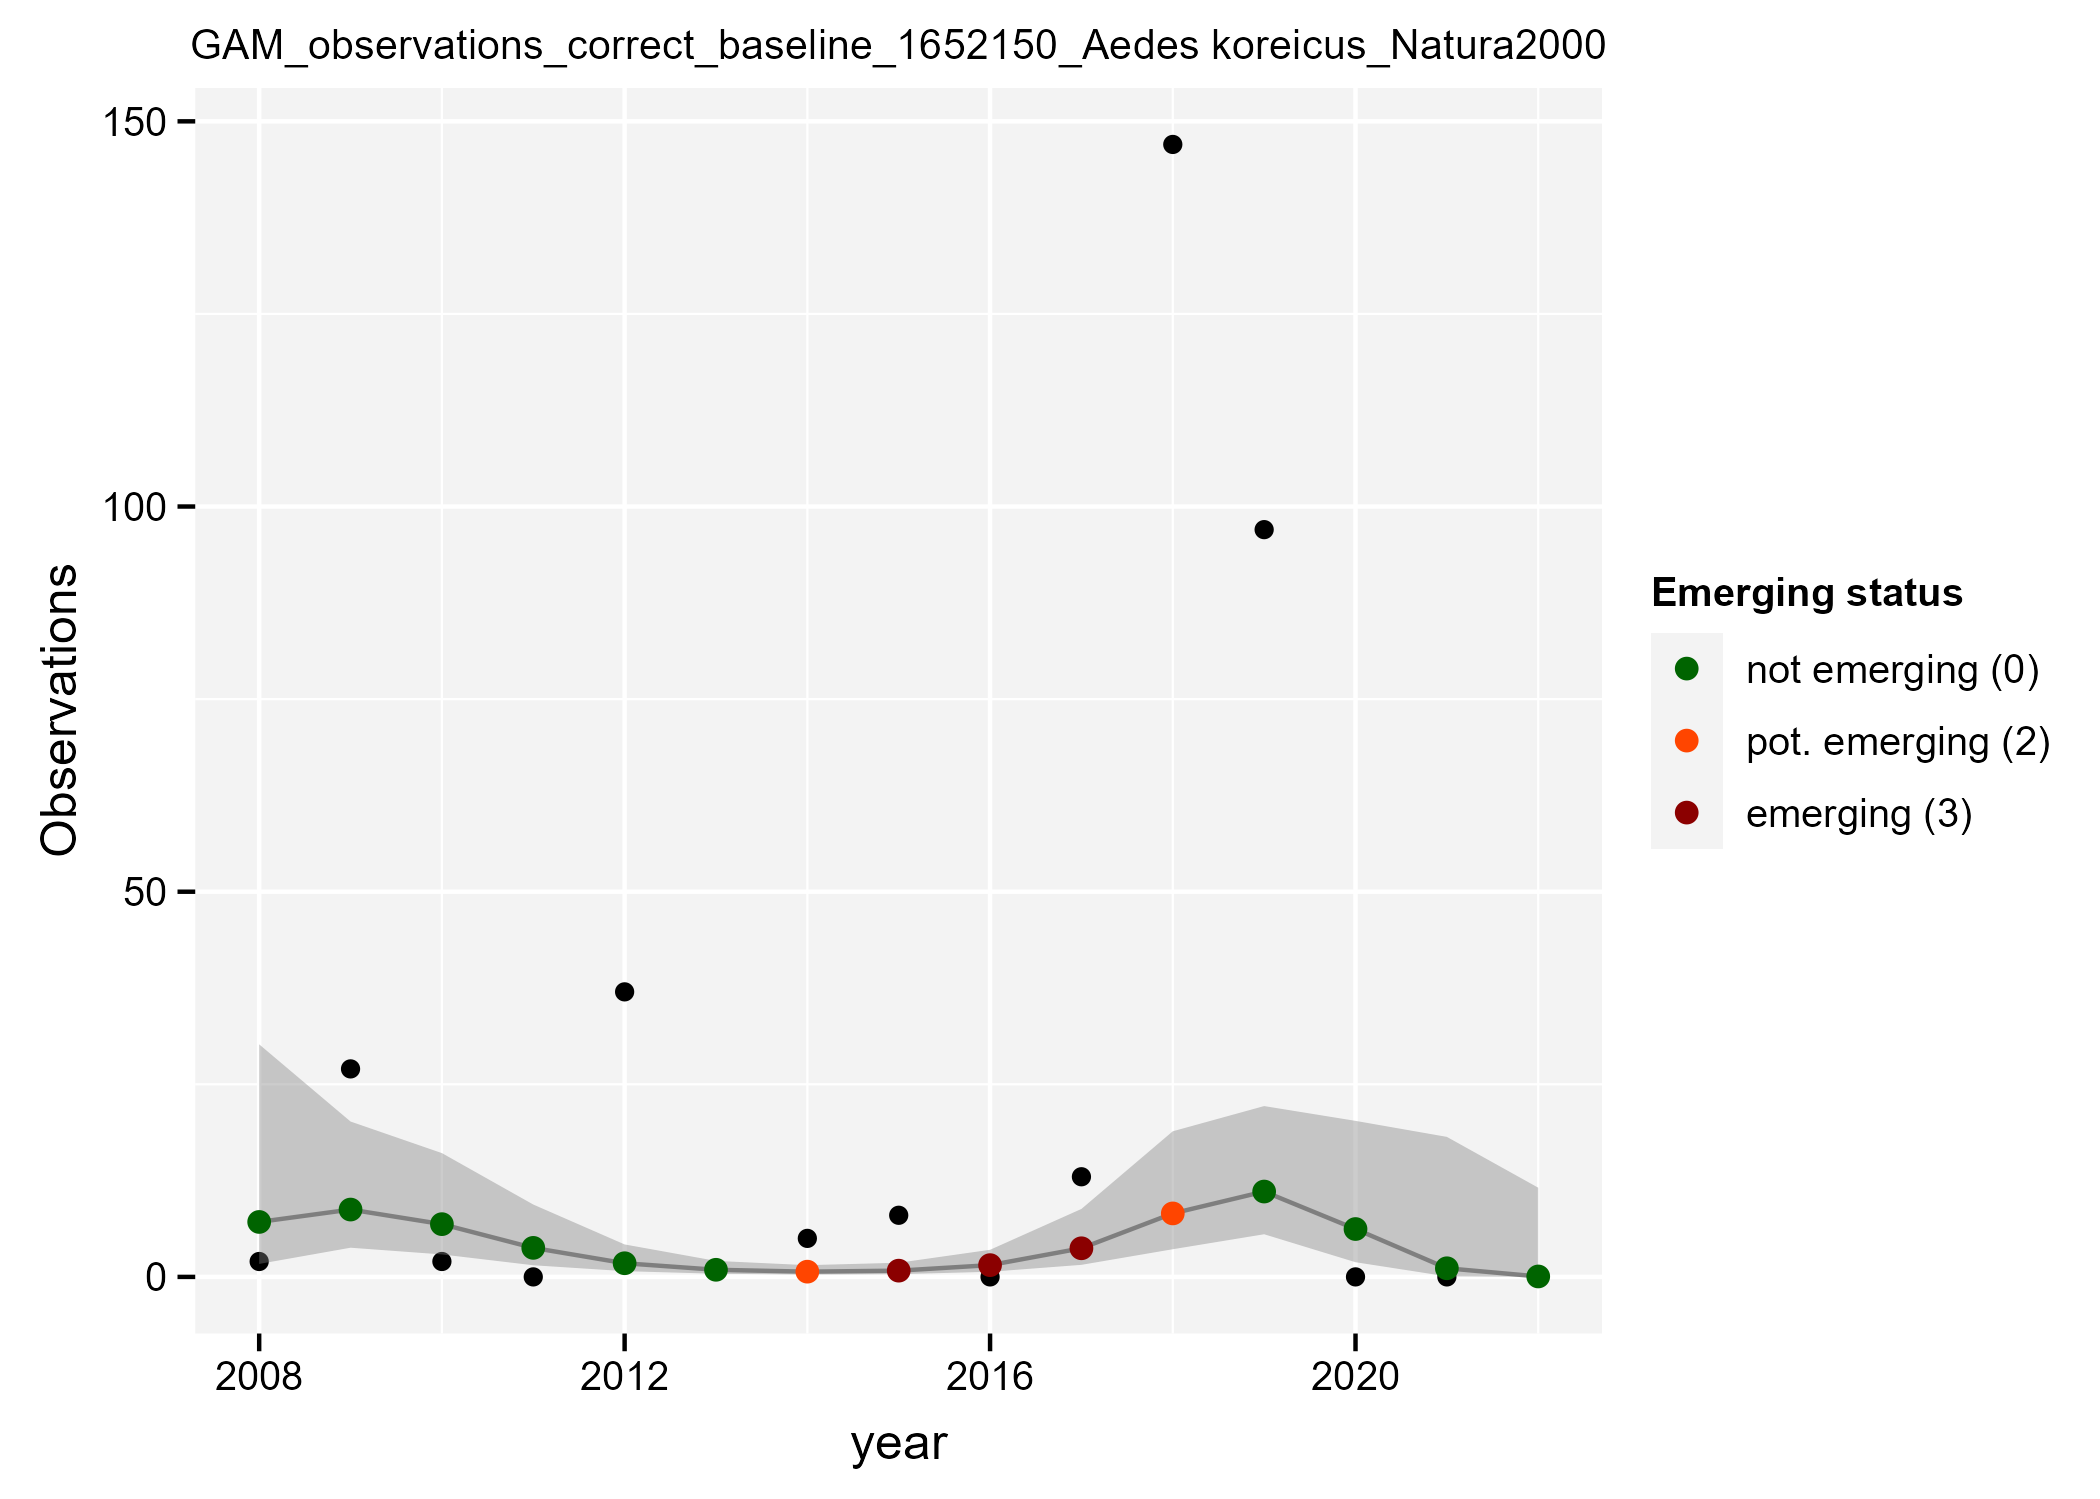 GAM_observations_correct_baseline_1652150_Aedes koreicus_Natura2000
150
100
50
0
Observations
2008 2012 2016 2020
year
Emerging status
not emerging (0)
pot. emerging (2)
emerging (3)